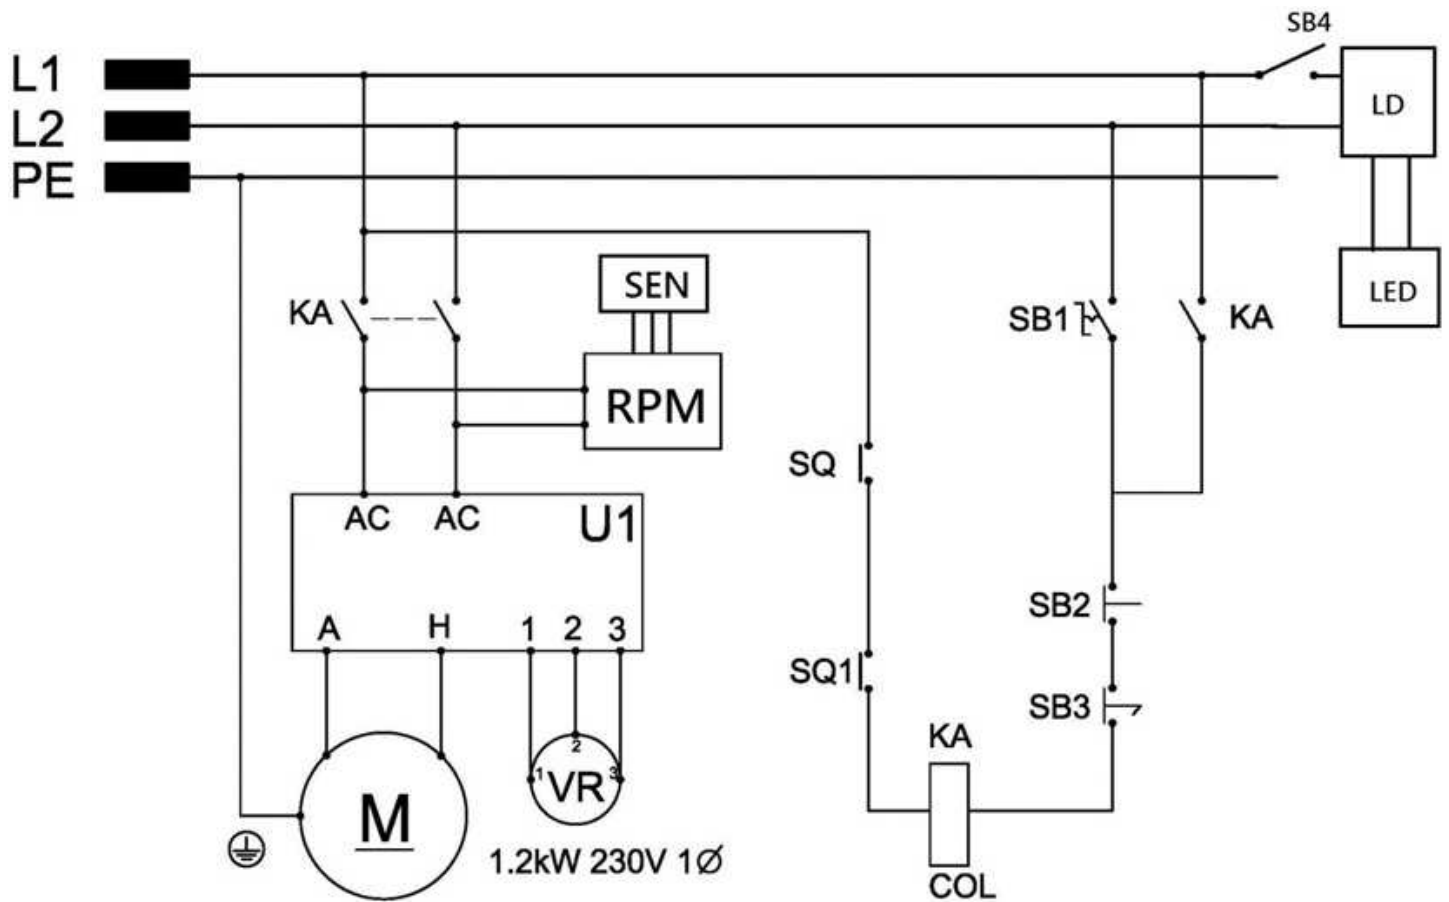 SB4
L1
LD
L2
PE
SEN
LED
KA
SB1
KA
RPM
SQ
AC AC U1
SB2
A H 1 2 3
SQ1
SB3
KA
2
1 VR 3
M
1.2kW 230V 1Ø
COL